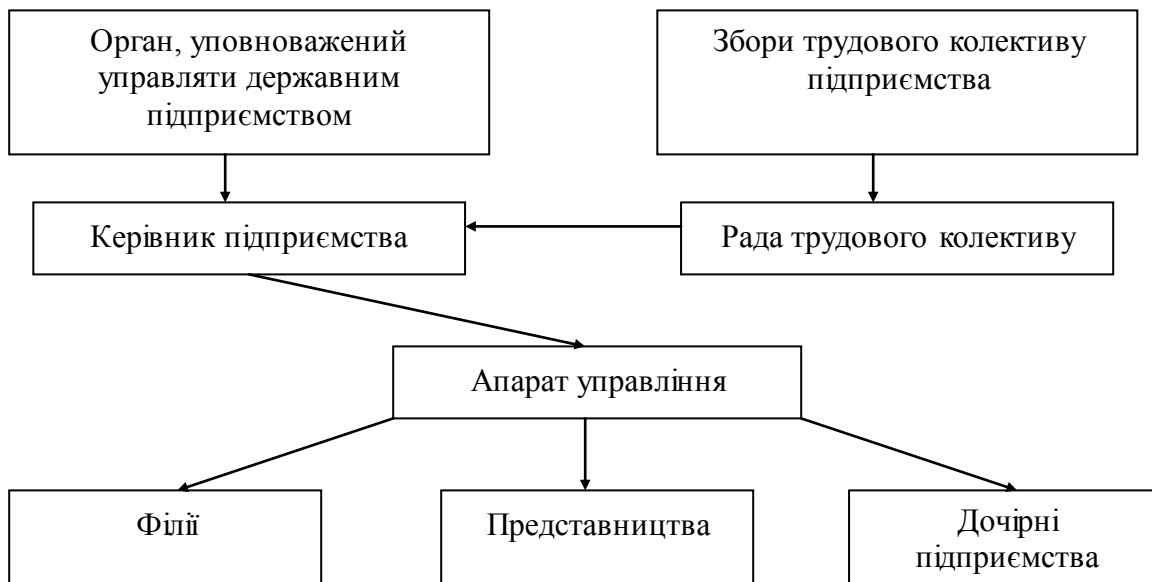 Орган, уповноважений
управляти державним
підприємством
Збори трудового колективу
підприємства
Керівник підприємства
Рада трудового колективу
Апарат управління
Філії
Представництва
Дочірні
підприємства